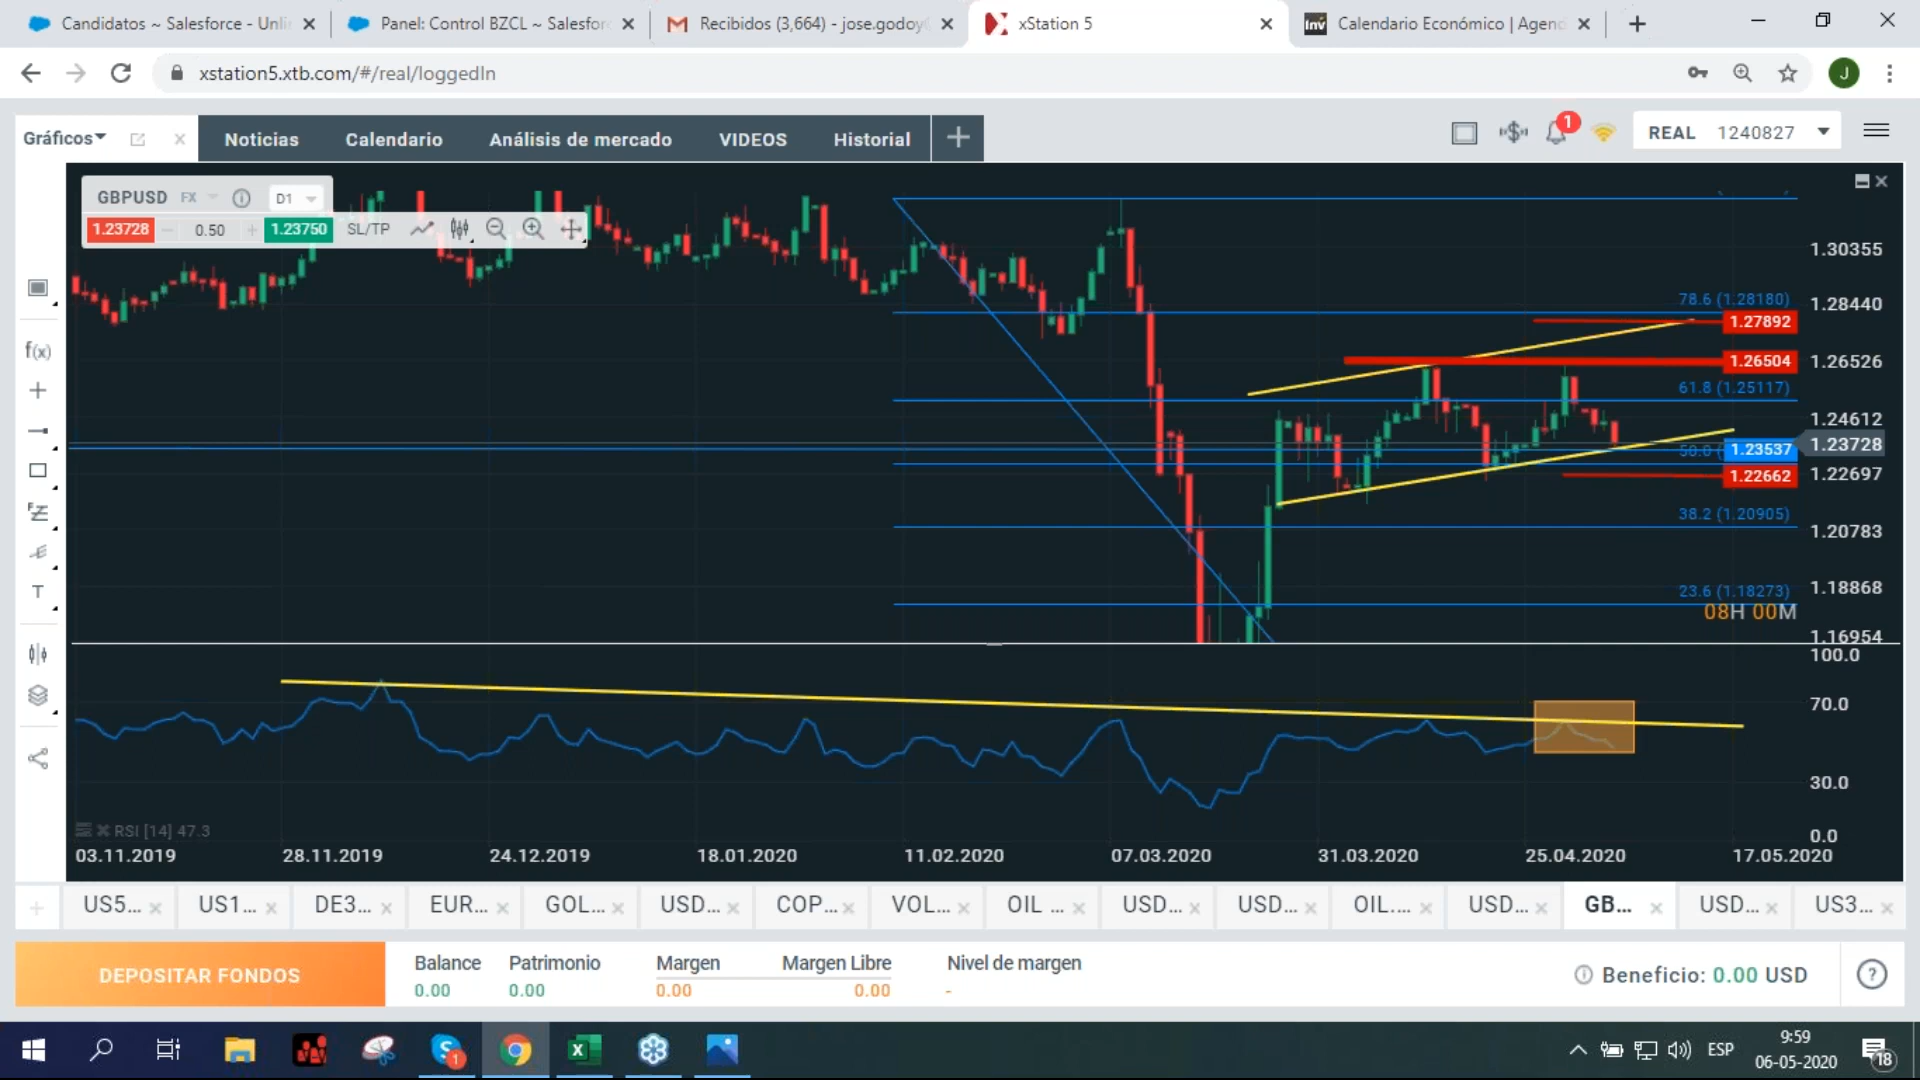 Candidatos ~ Salesforce - Unli
Panel: Control BZCL ~ Salesforc
Recibidos (3,664) - jose.godoy
xStation 5
Inv
Calendario Económico | Agen
xstation5.xtb.com/#/real/loggedIn
J
Gráficos
Noticias
Calendario
Análisis de mercado
VIDEOS
Historial
1
REAL 1240827
GBPUSD FX D1
1.23728 0.50 1.23750 SL/TP
f(x)
T
1.30355
78.6 (1.28180)
1.28440
1.27892
1.26504
1.26526
61.8 (1.25117)
1.24612
1.23728
50.0 (
1.23537
1.22697
1.22662
38.2 (1.20905)
1.20783
23.6 (1.18273)
1.18868
08H 00M
1.16954
100.0
70.0
30.0
0.0
RSI [14] 47.3
03.11.2019
28.11.2019
24.12.2019
18.01.2020
11.02.2020
07.03.2020
31.03.2020
25.04.2020
17.05.2020
US5...
US1...
DE3...
EUR...
GOL...
USD...
COP...
VOL...
OIL ...
USD...
USD...
OIL....
USD...
GB...
USD...
US3...
DEPOSITAR FONDOS
Balance
0.00
Patrimonio
0.00
Margen
0.00
Margen Libre
0.00
Nivel de margen
-
Beneficio: 0.00 USD
?
1
ESP
9:59
06-05-2020
18